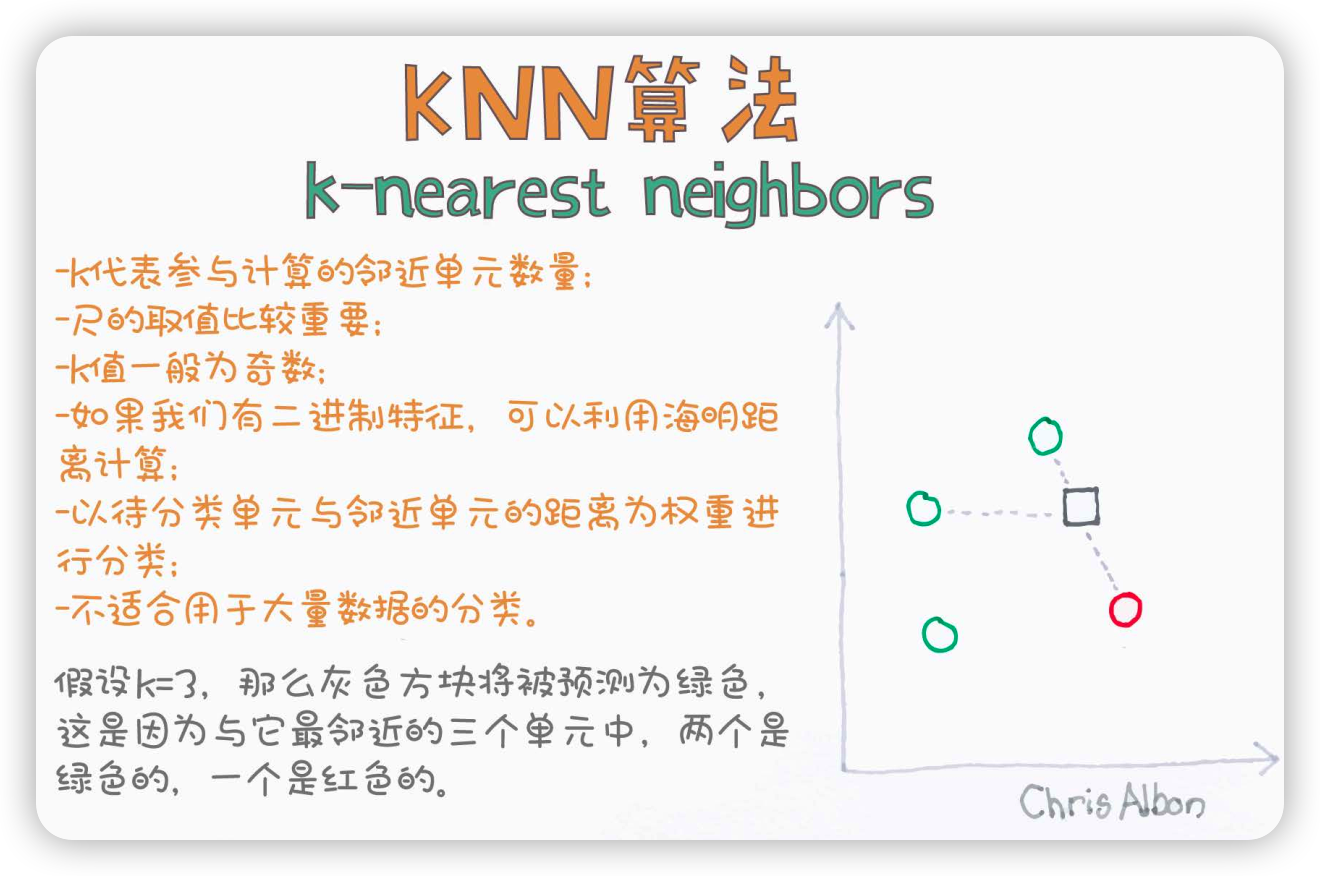 KNN算法
k-nearest neighbors
-k代表参与计算的邻近单元数量;
-尺的取值比较重要;
-k值一般为奇数;
-如果我们有二进制特征, 可以利用海明距
离计算;
-以待分类单元与邻近单元的距离为权重进
行分类;
-不适合用于大量数据的分类。
假设k=3, 那么灰色方块将被预测为绿色,
这是因为与它最邻近的三个单元中, 两个是
绿色的, 一个是红色的。
Chris Albon